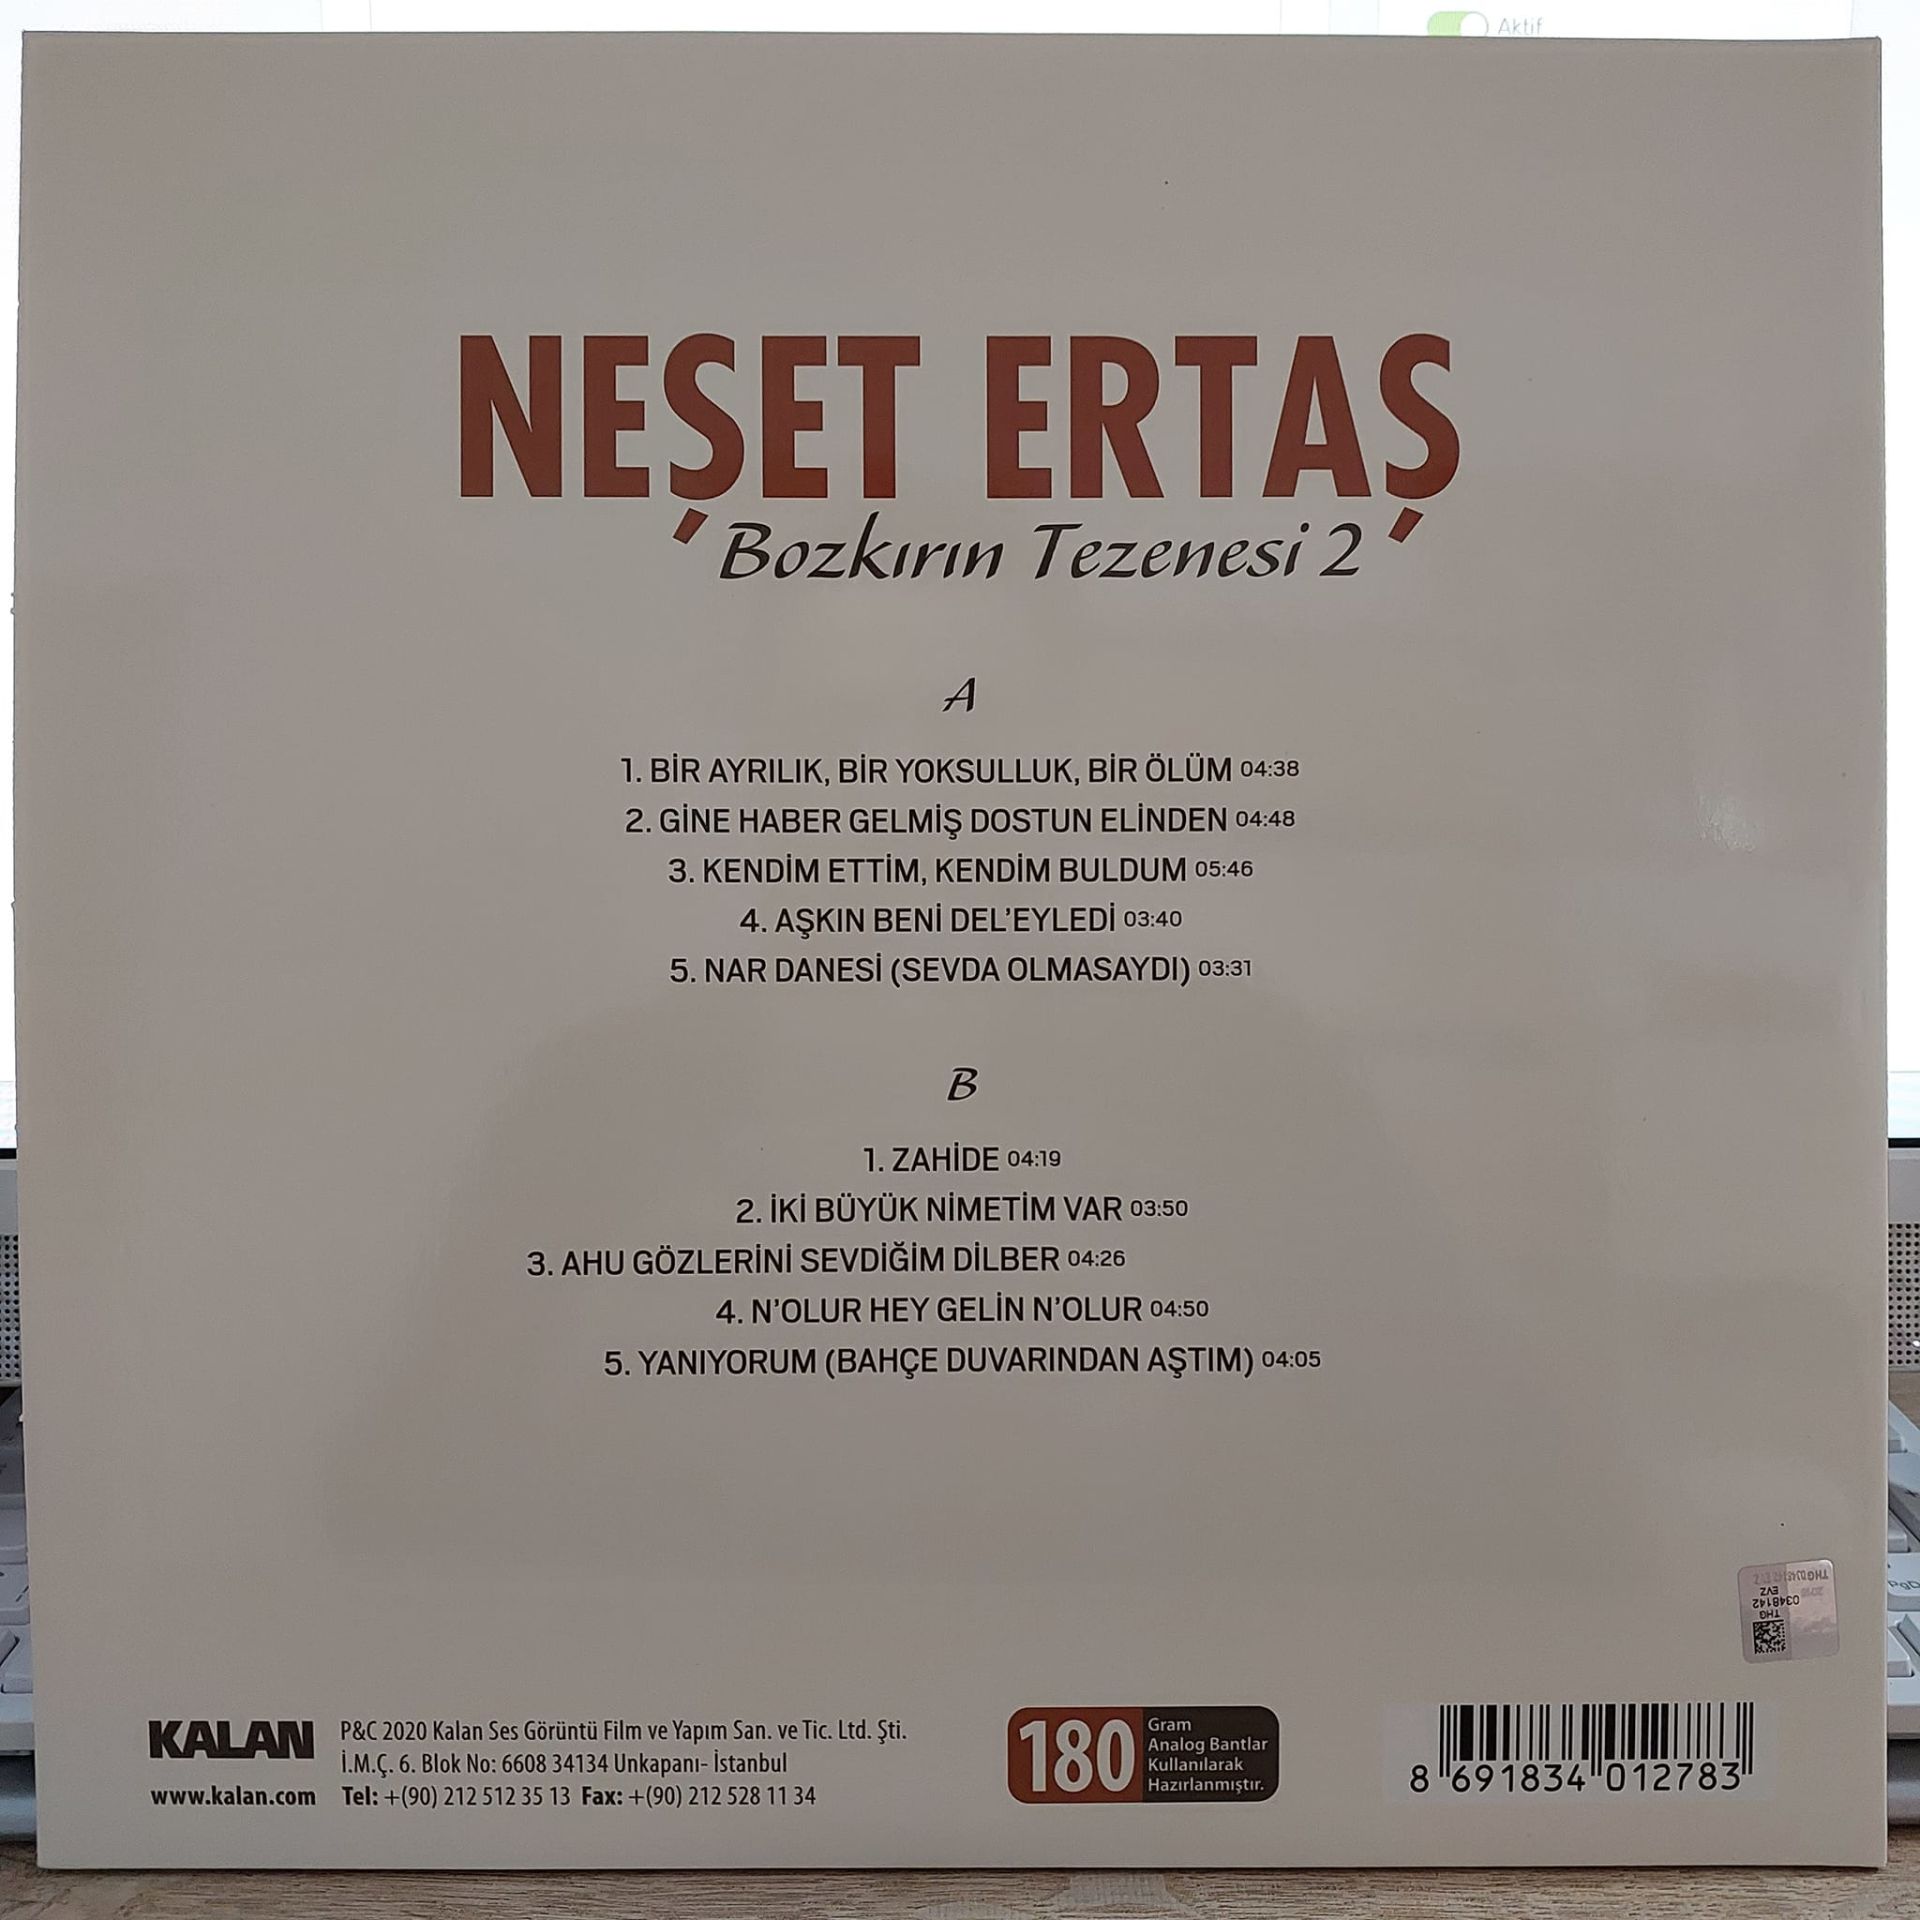 Aktif
NEŞET ERTAŞ
Bozkırın Tezenesi 2
A
1. BİR AYRILIK, BİR YOKSULLUK, BİR ÖLÜM 04:38
2. GİNE HABER GELMİŞ DOSTUN ELİNDEN 04:48
3. KENDİM ETTİM, KENDİM BULDUM 05:46
4. AŞKIN BENİ DEL'EYLEDİ 03:40
5. NAR DANESİ (SEVDA OLMASAYDI) 03:31
B
1. ZAHİDE 04:19
2. İKİ BÜYÜK NİMETİM VAR 03:50
3. AHU GÖZLERİNİ SEVDİĞİM DİLBER 04:26
4. N'OLUR HEY GELİN N'OLUR 04:50
5. YANIYORUM (BAHÇE DUVARINDAN AŞTIM) 04:05
THG
0348142
EVZ
KALAN
www.kalan.com
P&C 2020 Kalan Ses Görüntü Film ve Yapım San. ve Tic. Ltd. Şti.
İ.M.Ç. 6. Blok No: 6608 34134 Unkapanı- İstanbul
Tel: +(90) 212 512 35 13 Fax: +(90) 212 528 11 34
180
Gram
Analog Bantlar
Kullanılarak
Hazırlanmıştır.
8 691834 012783